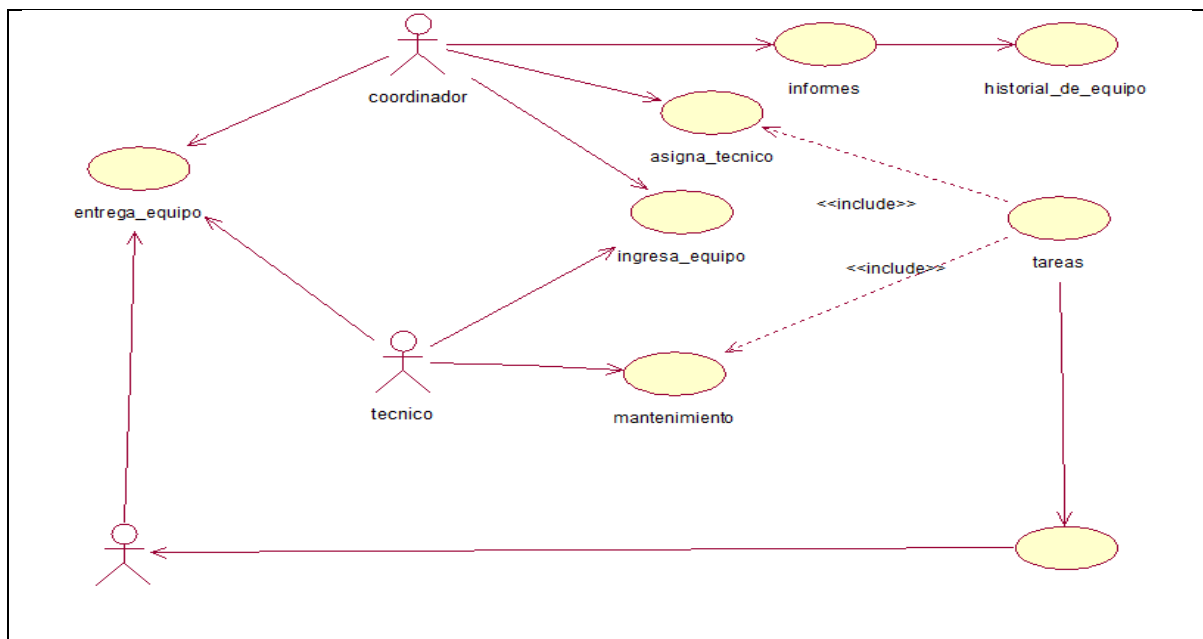 coordinador
informes
historial_de_equipo
asigna_tecnico
entrega_equipo
<<include>>
ingresa_equipo
<<include>>
tareas
tecnico
mantenimiento